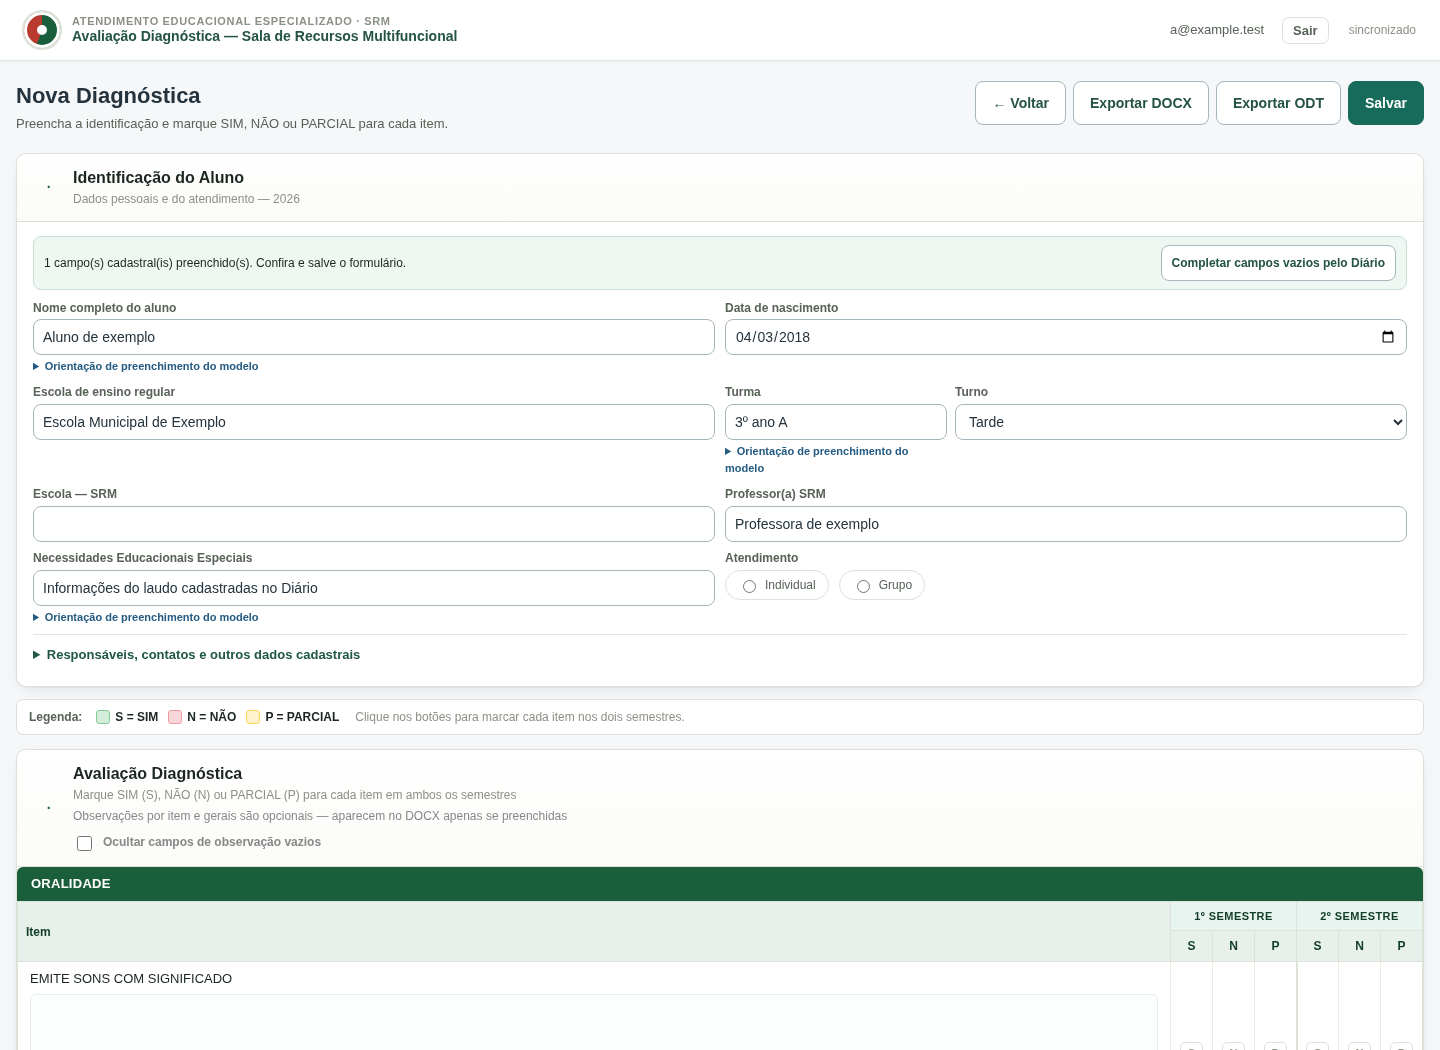 ATENDIMENTO EDUCACIONAL ESPECIALIZADO · SRM
Avaliação Diagnóstica — Sala de Recursos Multifuncional
a@example.test
Sair
sincronizado
Nova Diagnóstica
Preencha a identificação e marque SIM, NÃO ou PARCIAL para cada item.
← Voltar
Exportar DOCX
Exportar ODT
Salvar
Identificação do Aluno
Dados pessoais e do atendimento — 2026
1 campo(s) cadastral(is) preenchido(s). Confira e salve o formulário.
Completar campos vazios pelo Diário
Nome completo do aluno
Aluno de exemplo
▶ Orientação de preenchimento do modelo
Data de nascimento
04/03/2018
Escola de ensino regular
Escola Municipal de Exemplo
Turma
3º ano A
▶ Orientação de preenchimento do
modelo
Turno
Tarde
Escola — SRM
Professor(a) SRM
Professora de exemplo
Necessidades Educacionais Especiais
Informações do laudo cadastradas no Diário
▶ Orientação de preenchimento do modelo
Atendimento
Individual
Grupo
▶ Responsáveis, contatos e outros dados cadastrais
Legenda: S = SIM N = NÃO P = PARCIAL Clique nos botões para marcar cada item nos dois semestres.
Avaliação Diagnóstica
Marque SIM (S), NÃO (N) ou PARCIAL (P) para cada item em ambos os semestres
Observações por item e gerais são opcionais — aparecem no DOCX apenas se preenchidas
Ocultar campos de observação vazios
ORALIDADE
Item
1º SEMESTRE
2º SEMESTRE
S N P S N P
EMITE SONS COM SIGNIFICADO